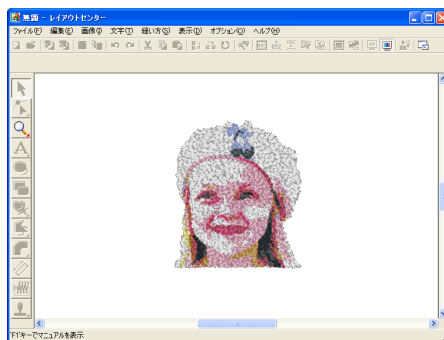 無題 - レイアウトセンター
ファイル(F) 編集(E) 画像(I) 文字(T) 縫い方(S) 表示(D) オプション(O) ヘルプ(H)
'F1'キーでマニュアルを表示